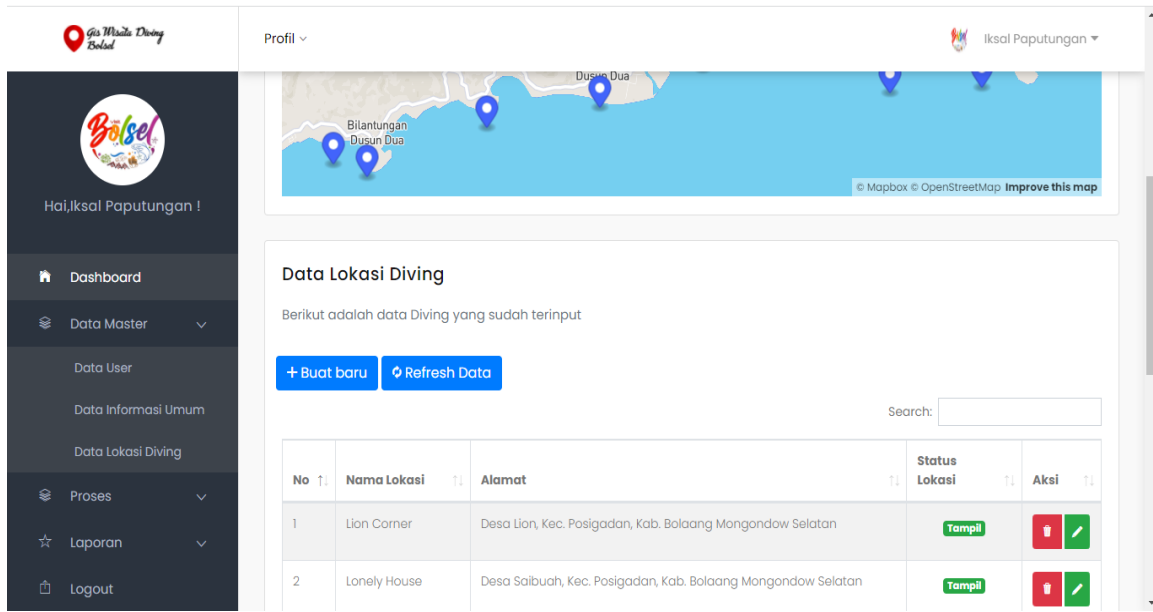 Gis Wisata Diving
Bolsel
Profil
Iksal Paputungan
Bolsel
Hai,Iksal Paputungan !
Dashboard
Data Master
Data User
Data Informasi Umum
Data Lokasi Diving
Proses
Laporan
Logout
Dusun Dua
Bilantungan
Dusun Dua
© Mapbox © OpenStreetMap Improve this map
Data Lokasi Diving
Berikut adalah data Diving yang sudah terinput
+ Buat baru Refresh Data
Search:
No Nama Lokasi Alamat Status Lokasi Aksi
1 Lion Corner Desa Lion, Kec. Posigadan, Kab. Bolaang Mongondow Selatan Tampil
2 Lonely House Desa Saibuah, Kec. Posigadan, Kab. Bolaang Mongondow Selatan Tampil